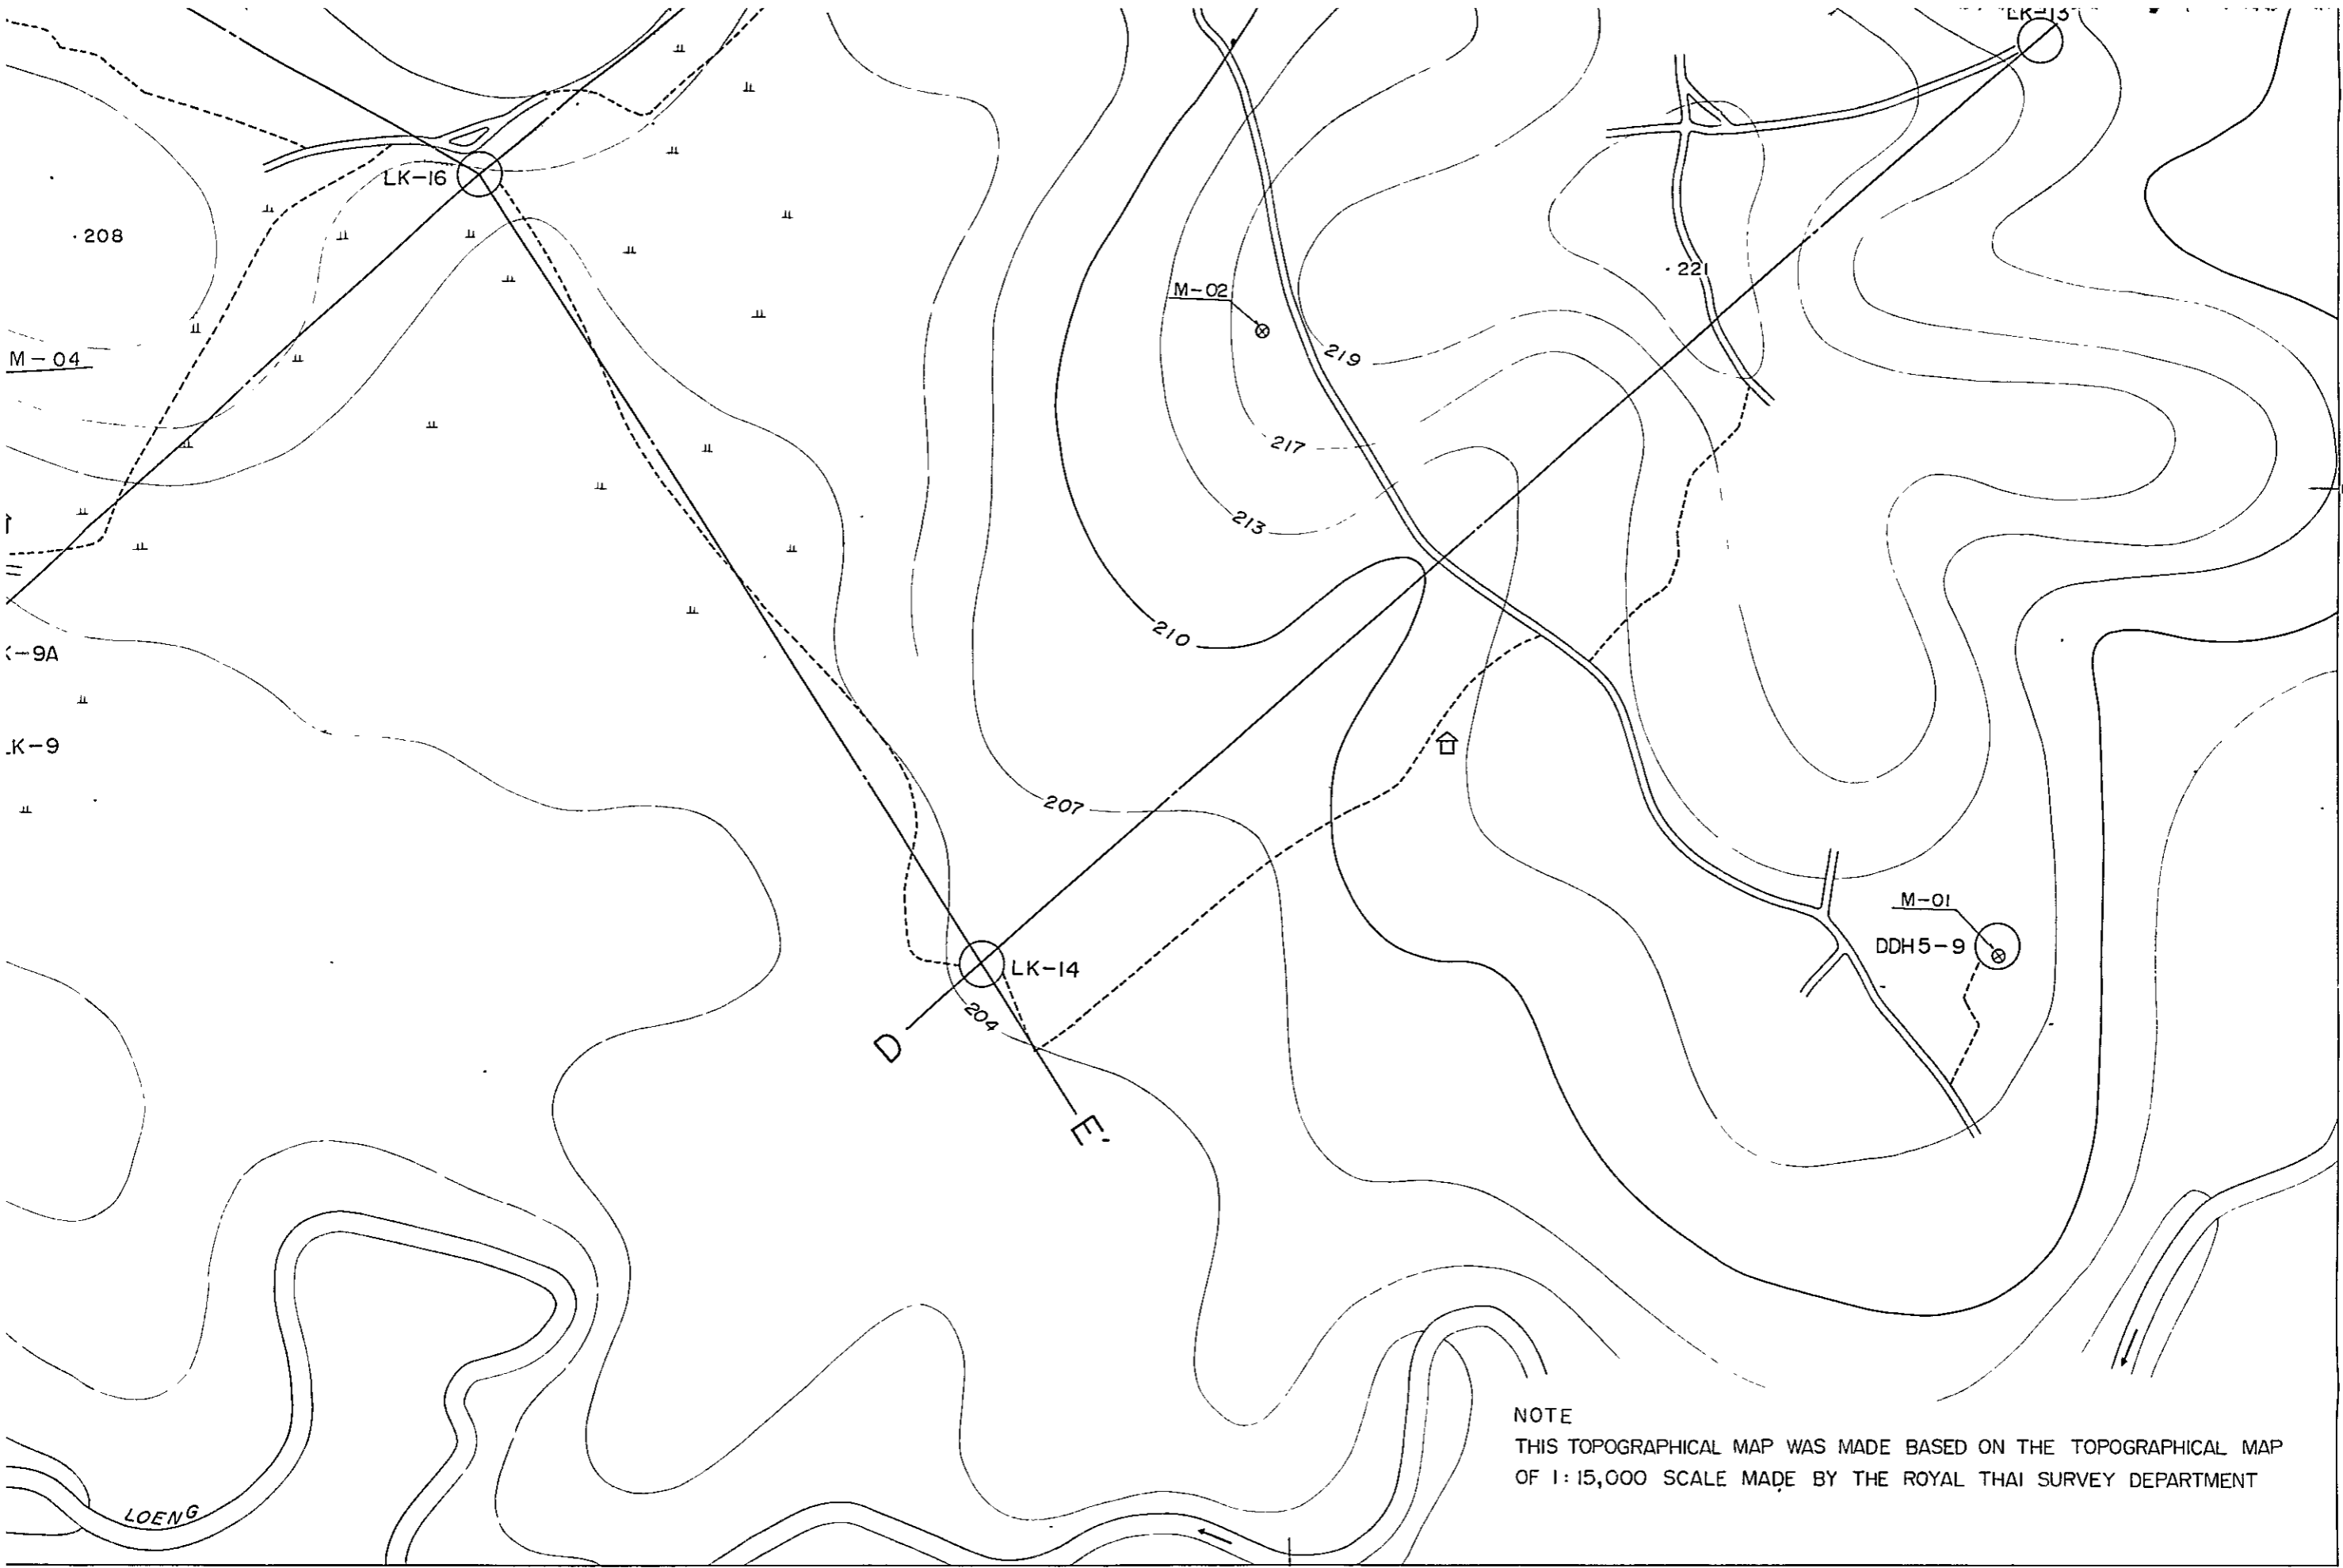 LK-13
LK-16
208
221
M-02
M-04
219
217
213
210
K-9A
LK-9
207
M-01
DDH5-9
LK-14
204
D
E'
NOTE
THIS TOPOGRAPHICAL MAP WAS MADE BASED ON THE TOPOGRAPHICAL MAP
OF 1:15,000 SCALE MADE BY THE ROYAL THAI SURVEY DEPARTMENT
LOENG